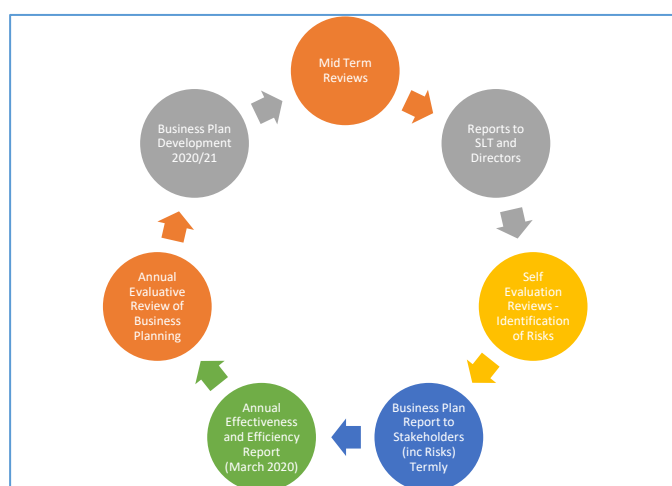 Mid Term
Reviews
Reports to
SLT and
Directors
Self
Evaluation
Reviews -
Identification
of Risks
Business Plan
Report to
Stakeholders
(inc Risks)
Termly
Annual
Effectiveness
and Efficiency
Report
(March 2020)
Annual
Evaluative
Review of
Business
Planning
Business Plan
Development
2020/21